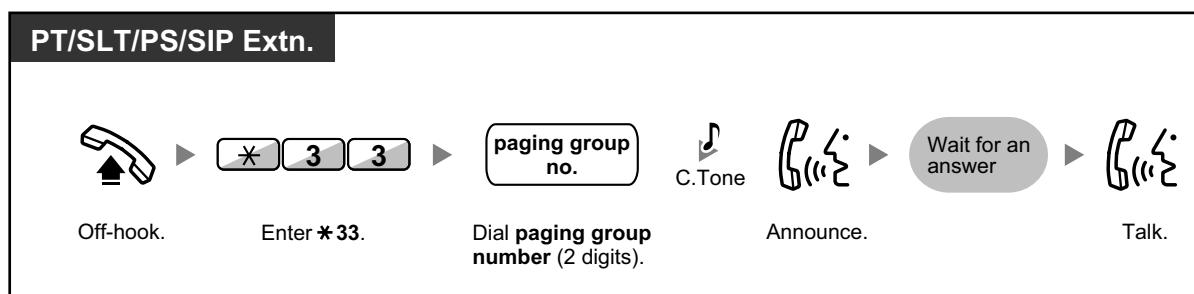 PT/SLT/PS/SIP Extn.
✳ 3 3
paging group
no.
C.Tone
Wait for an
answer
Off-hook.
Enter ✳33.
Dial paging group
number (2 digits).
Announce.
Talk.